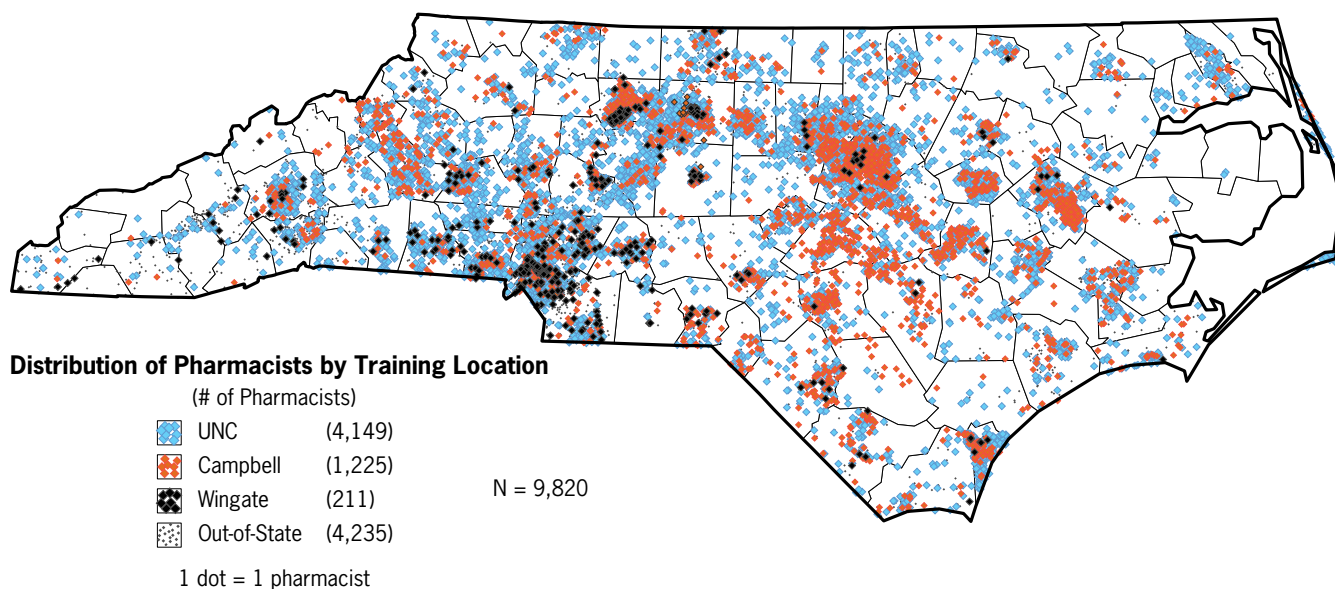 Distribution of Pharmacists by Training Location
(# of Pharmacists)
UNC (4,149)
Campbell (1,225)
Wingate (211)
N = 9,820
Out-of-State (4,235)
1 dot = 1 pharmacist